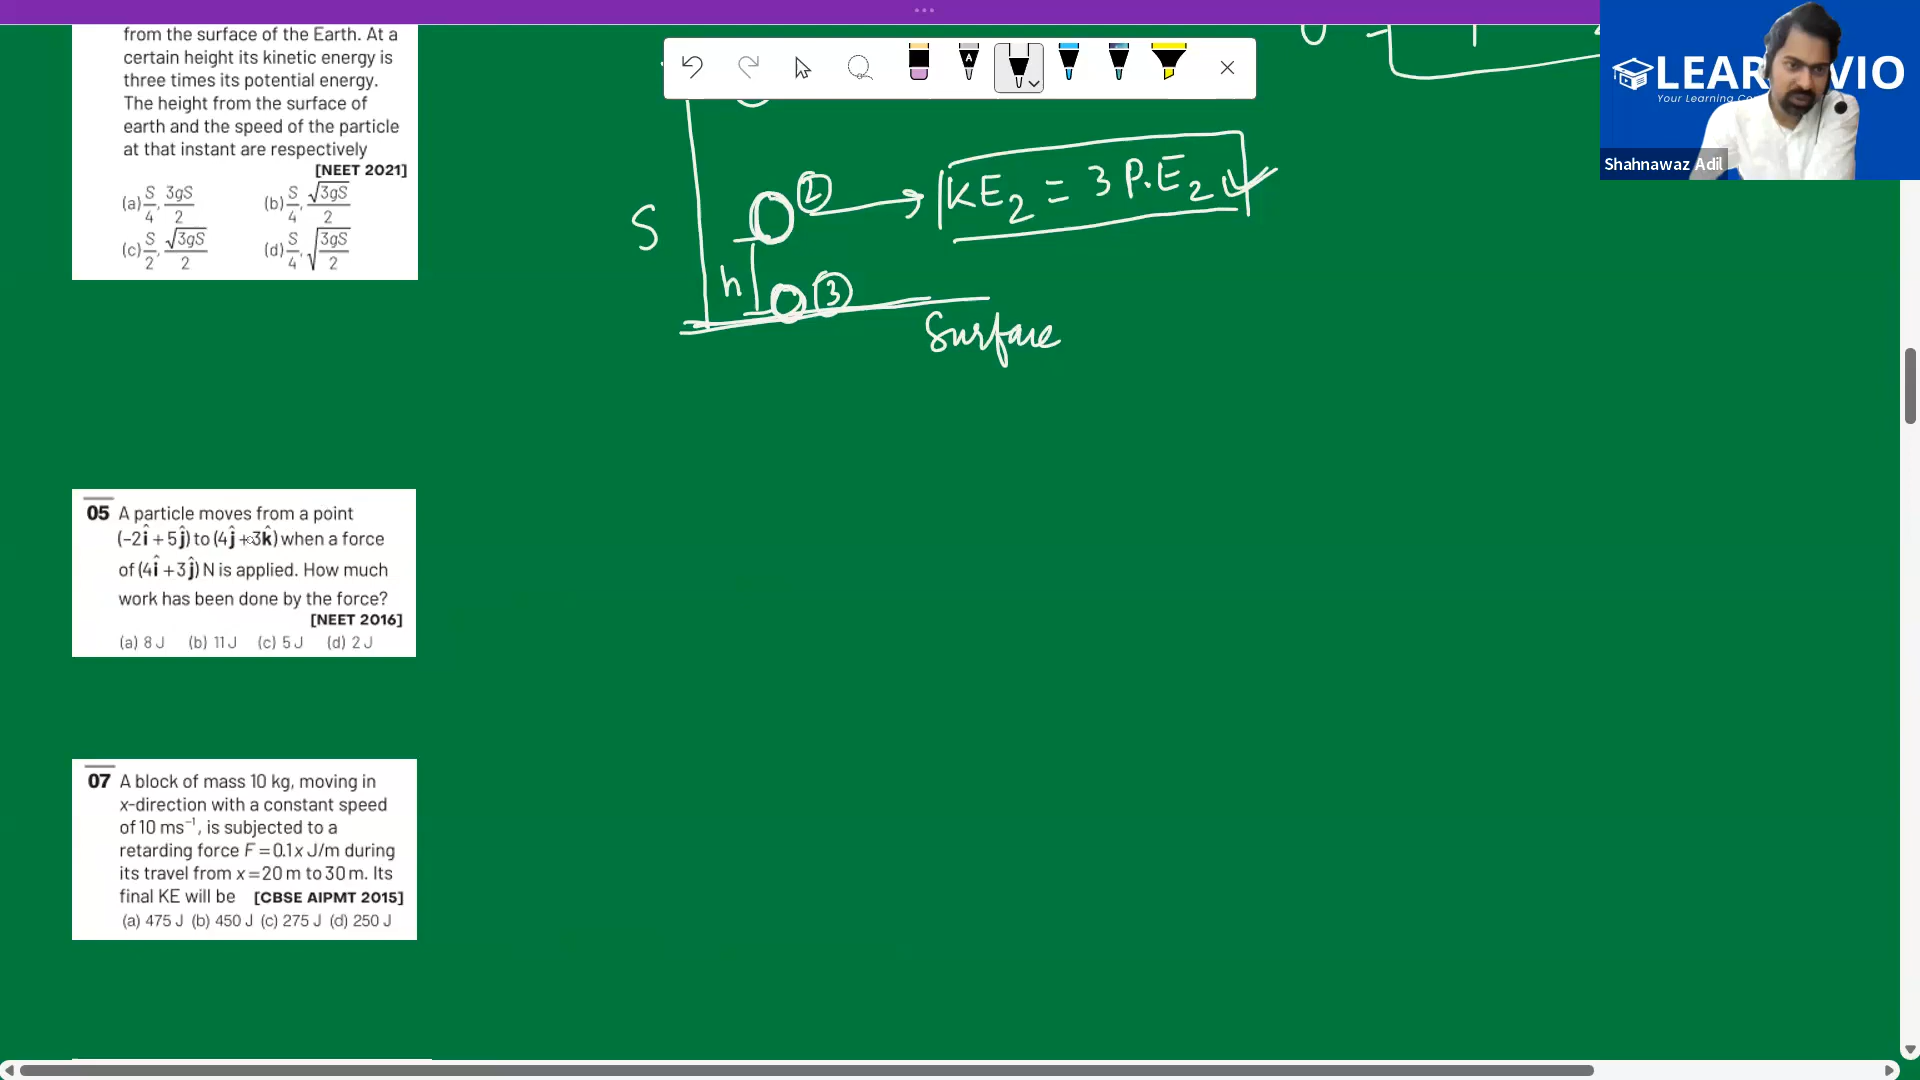 from the surface of the Earth. At a
certain height its kinetic energy is
three times its potential energy.
The height from the surface of
earth and the speed of the particle
at that instant are respectively
[NEET 2021]
(a) S/4, 3gS/2 (b) S/4, √3gS/2
(c) S/2, √3gS/2 (d) S/4, √(3gS/2)
S
2
KE₂ = 3 P.E₂
h
3
Surface
LEAR VIO
Your Learning Co
Shahnawaz Adil
05 A particle moves from a point
(-2î + 5ĵ) to (4ĵ + 3k̂) when a force
of (4î + 3ĵ) N is applied. How much
work has been done by the force?
[NEET 2016]
(a) 8 J (b) 11 J (c) 5 J (d) 2 J
07 A block of mass 10 kg, moving in
x-direction with a constant speed
of 10 ms⁻¹, is subjected to a
retarding force F = 0.1x J/m during
its travel from x = 20 m to 30 m. Its
final KE will be [CBSE AIPMT 2015]
(a) 475 J (b) 450 J (c) 275 J (d) 250 J